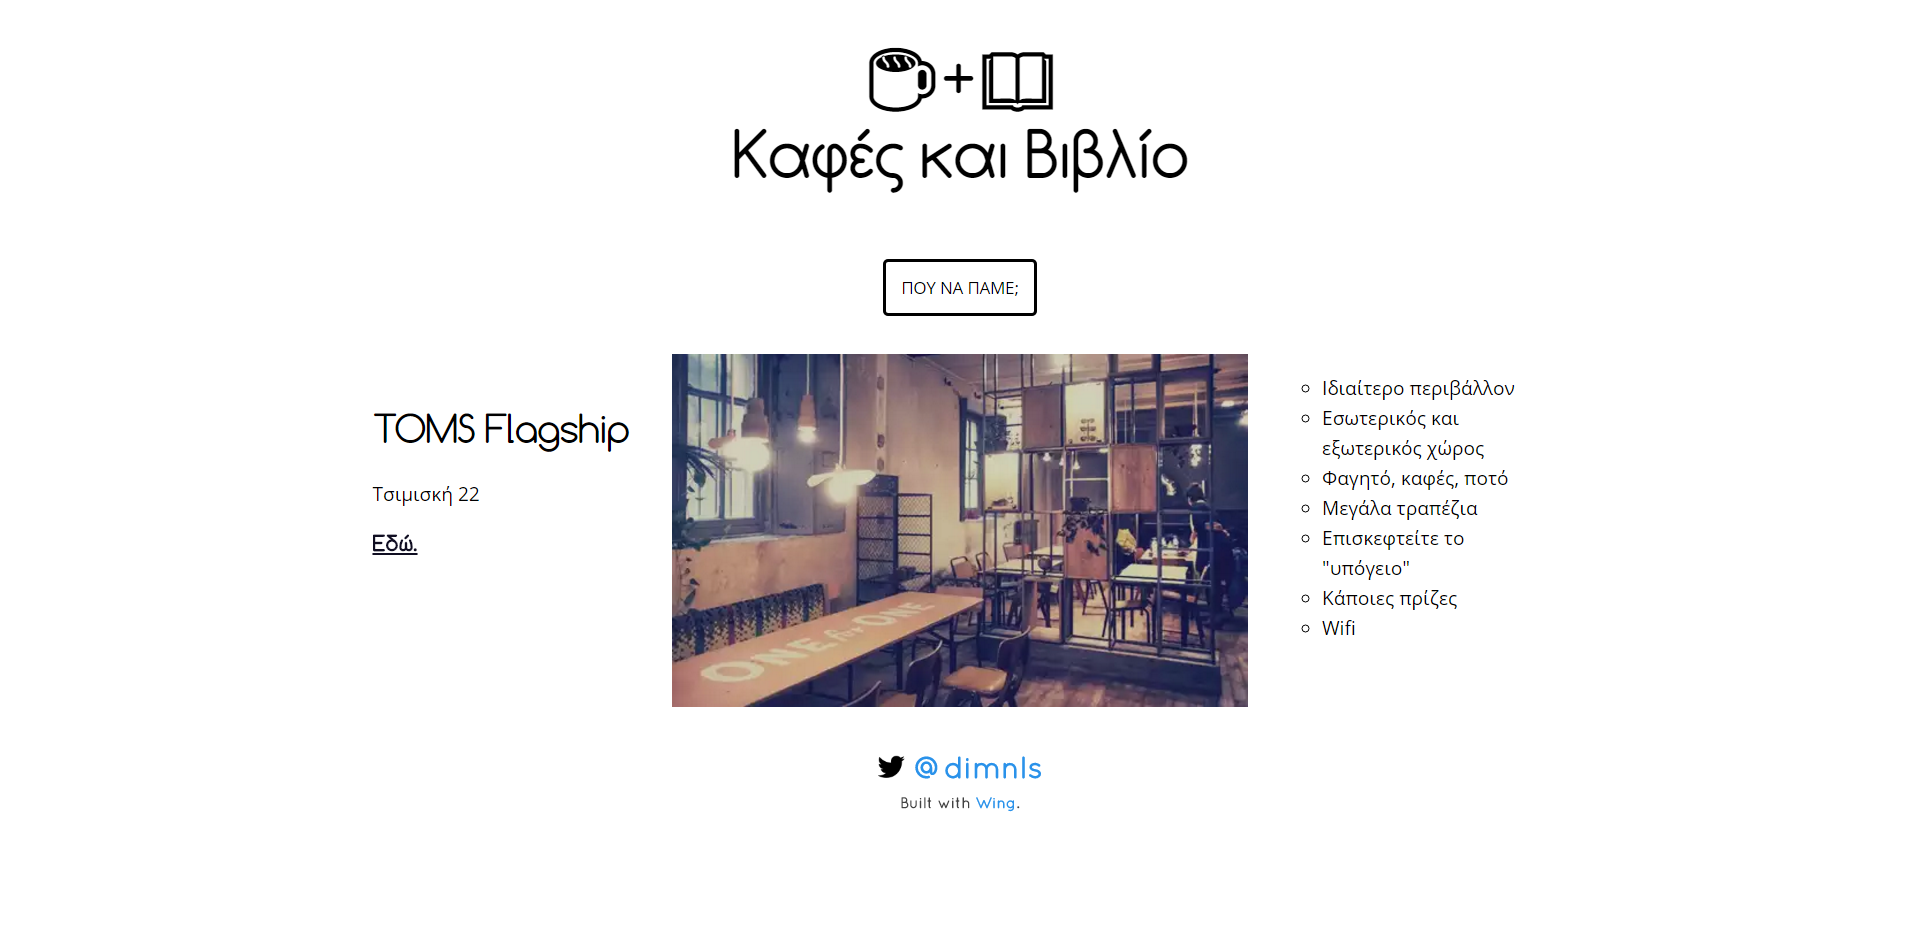 Καφές και Βιβλίο
ΠΟΥ ΝΑ ΠΑΜΕ;
TOMS Flagship
Τσιμισκή 22
Εδώ.
ONE for ONE
Ιδιαίτερο περιβάλλον
Εσωτερικός και
εξωτερικός χώρος
Φαγητό, καφές, ποτό
Μεγάλα τραπέζια
Επισκεφτείτε το
"υπόγειο"
Κάποιες πρίζες
Wifi
@dimnls
Built with Wing.